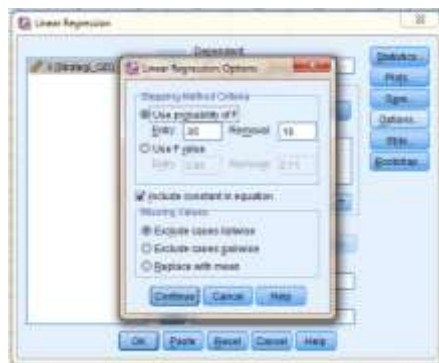 Linear Regression
Dependent
Statistics
Plots
Save
Options
Style
Bootstrap
Linear Regression: Options
Stepping Method Criteria
Use probability of F
Entry: .05 Removal: .10
Use F value
Entry: Removal:
Include constant in equation
Missing Values
Exclude cases listwise
Exclude cases pairwise
Replace with mean
Continue Cancel Help
OK Paste Reset Cancel Help